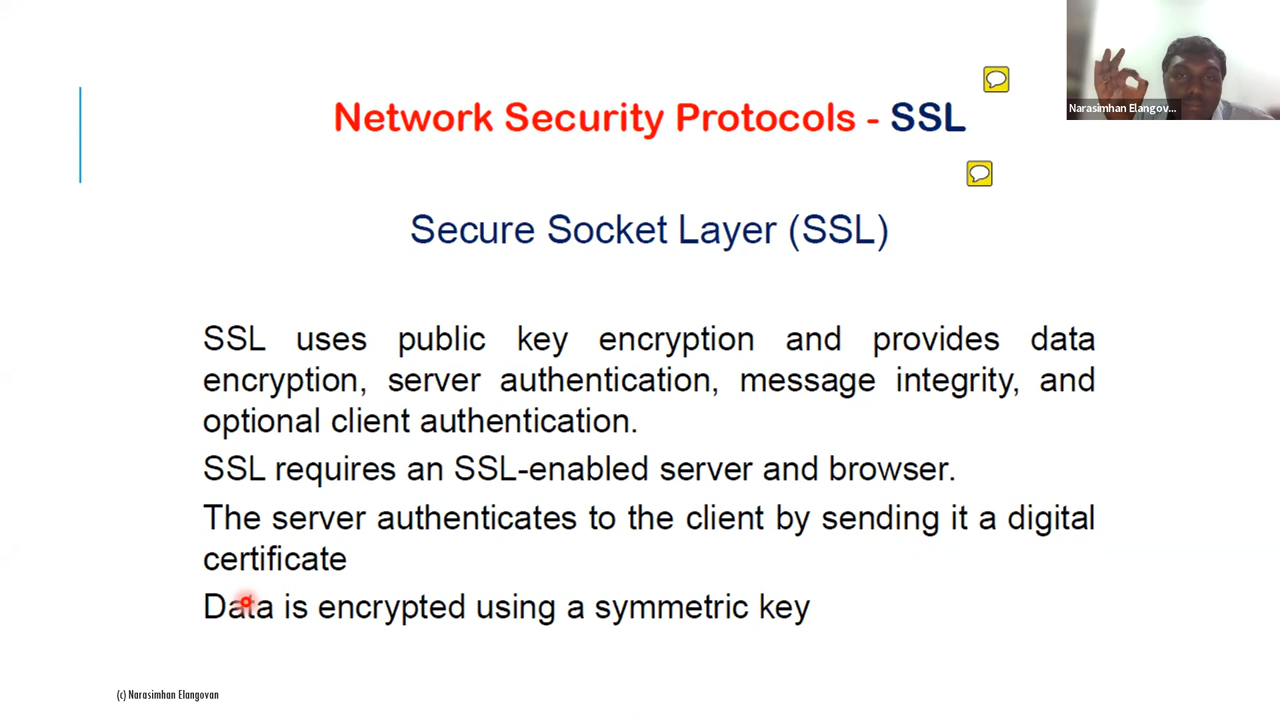 Narasimhan Elangov...
Network Security Protocols - SSL
Secure Socket Layer (SSL)
SSL uses public key encryption and provides data
encryption, server authentication, message integrity, and
optional client authentication.
SSL requires an SSL-enabled server and browser.
The server authenticates to the client by sending it a digital
certificate
Data is encrypted using a symmetric key
(c) Narasimhan Elangovan